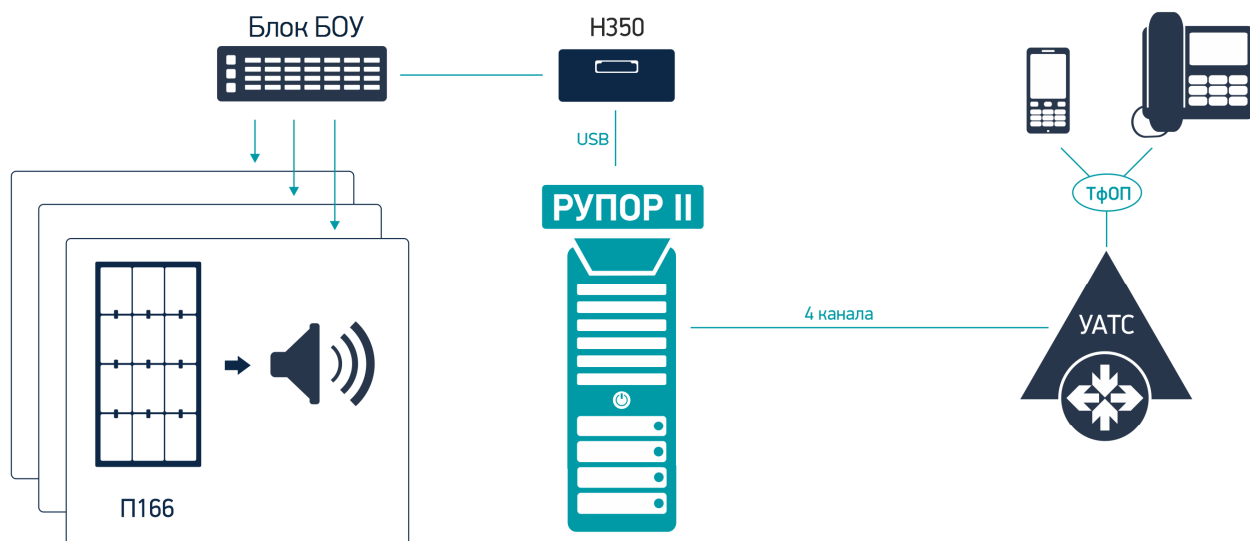 Блок БОУ
Н350
USB
РУПОР II
ТфОП
4 канала
УАТС
П166